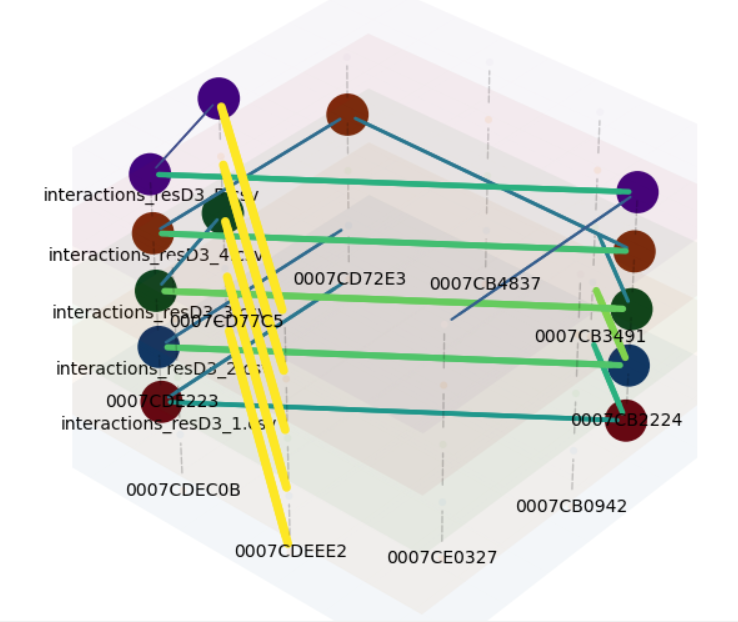 interactions_resD3_5.csv
interactions_resD3_4.csv
0007CD72E3
0007CB4837
interactions_resD3_3.csv
0007CD77C5
0007CB3491
interactions_resD3_2.csv
0007CDE223
interactions_resD3_1.csv
0007CB2224
0007CDEC0B
0007CB0942
0007CDEEE2
0007CE0327